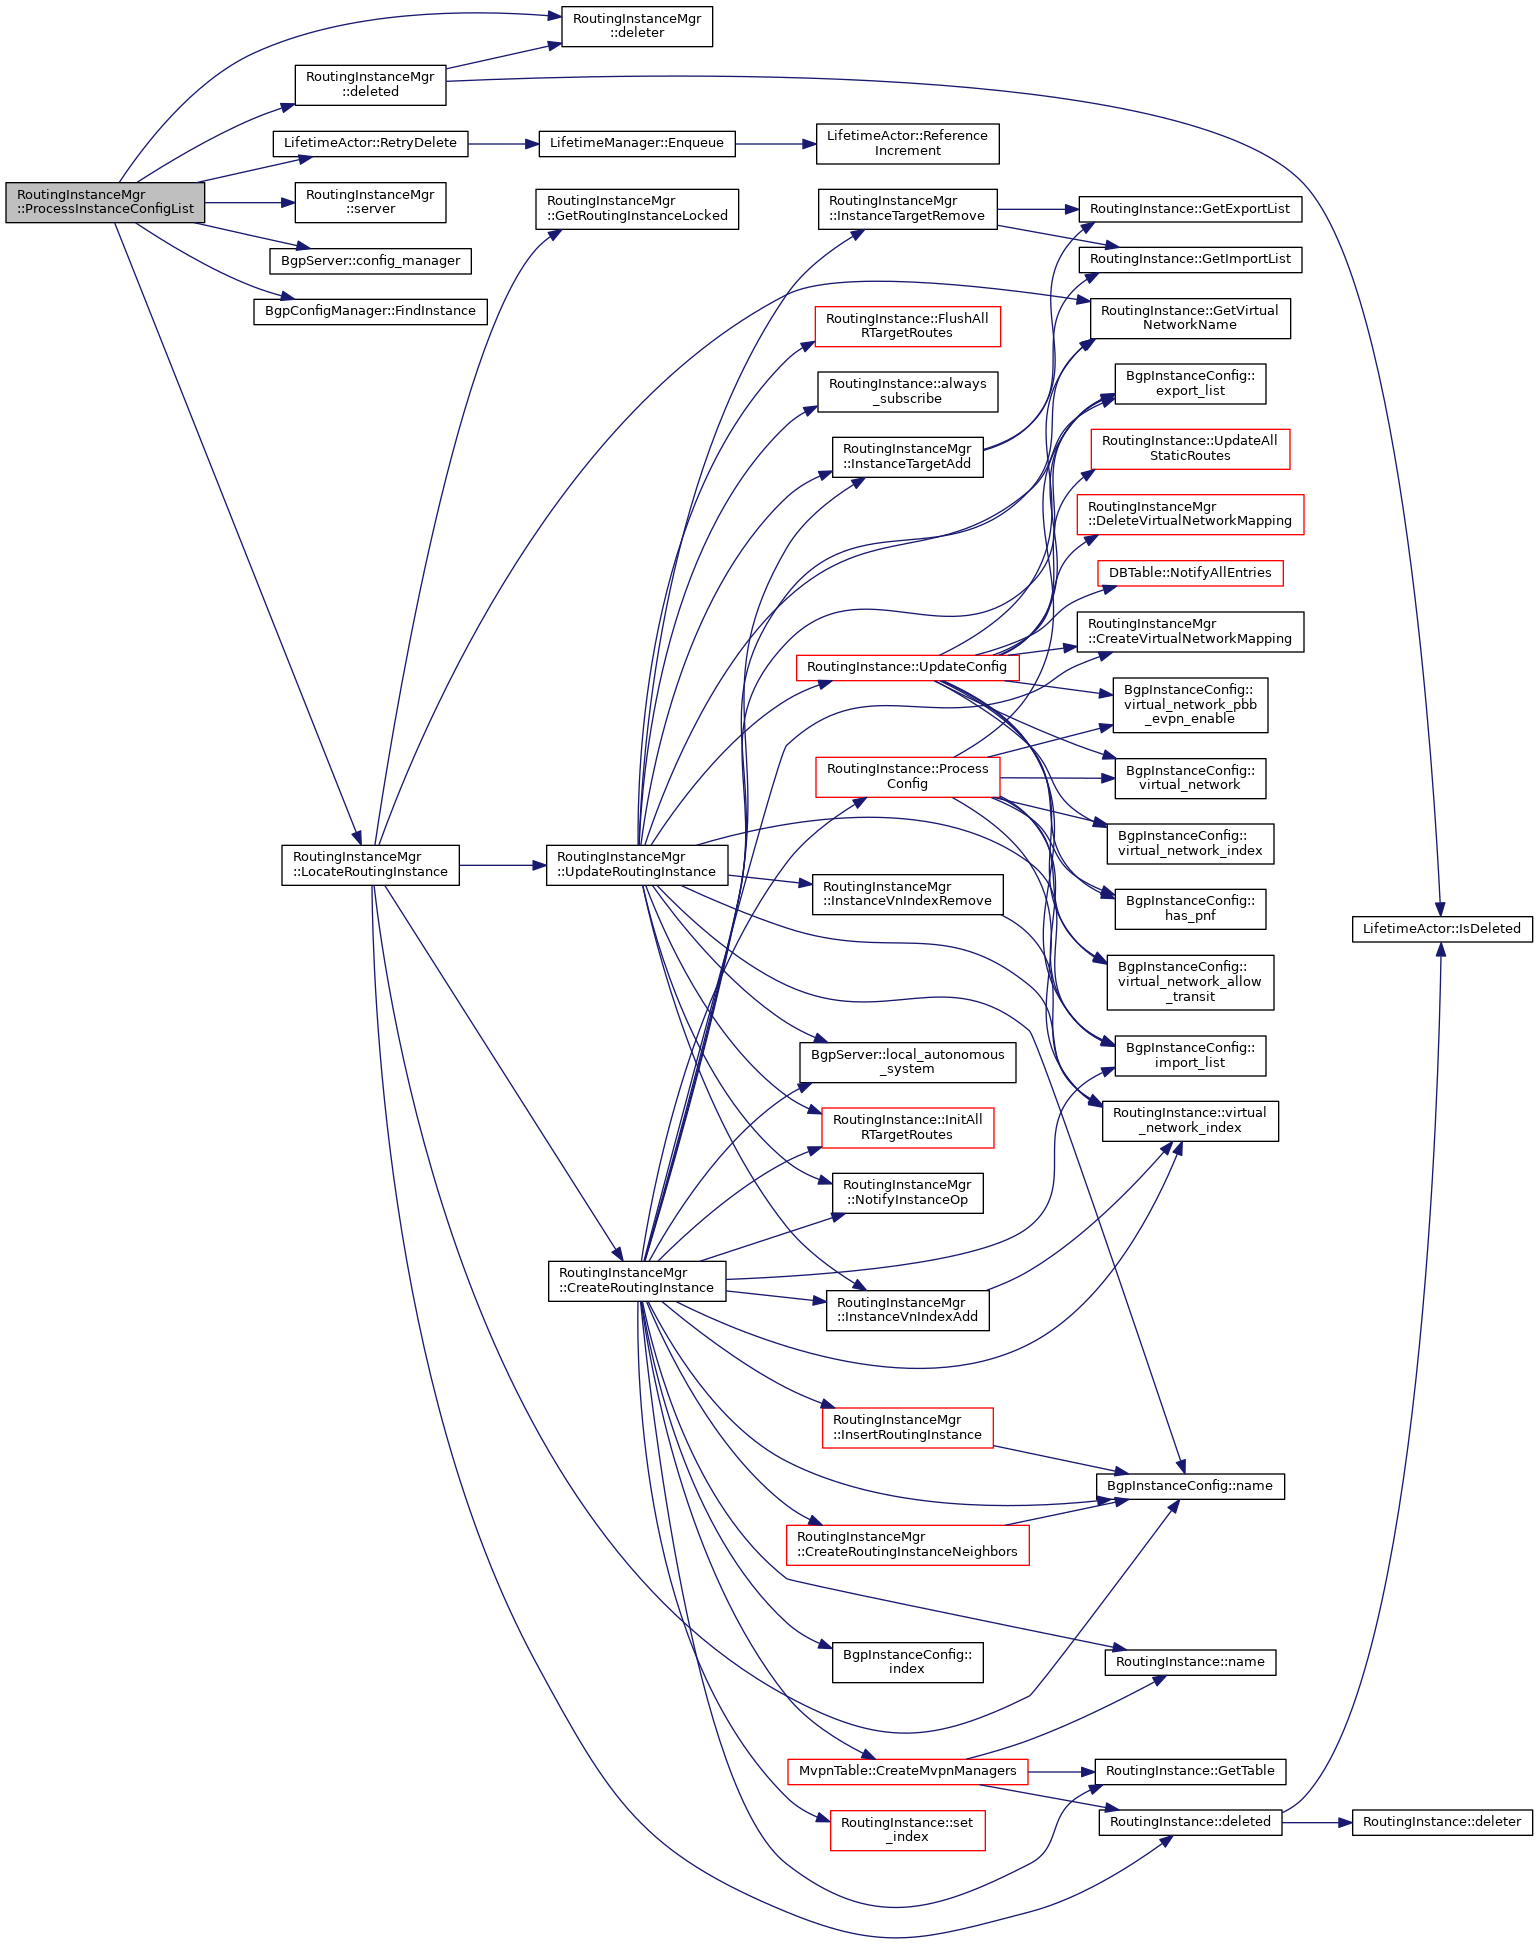 RoutingInstanceMgr
::ProcessInstanceConfigList
RoutingInstanceMgr
::deleter
RoutingInstanceMgr
::deleted
LifetimeActor::RetryDelete
LifetimeManager::Enqueue
LifetimeActor::Reference
Increment
RoutingInstanceMgr
::server
BgpServer::config_manager
BgpConfigManager::FindInstance
RoutingInstanceMgr
::GetRoutingInstanceLocked
RoutingInstanceMgr
::LocateRoutingInstance
RoutingInstanceMgr
::UpdateRoutingInstance
RoutingInstanceMgr
::CreateRoutingInstance
RoutingInstanceMgr
::InstanceTargetRemove
RoutingInstance::FlushAll
RTargetRoutes
RoutingInstance::always
_subscribe
RoutingInstanceMgr
::InstanceTargetAdd
RoutingInstance::UpdateConfig
RoutingInstance::Process
Config
RoutingInstanceMgr
::InstanceVnIndexRemove
BgpServer::local_autonomous
_system
RoutingInstance::InitAll
RTargetRoutes
RoutingInstanceMgr
::NotifyInstanceOp
RoutingInstanceMgr
::InstanceVnIndexAdd
RoutingInstanceMgr
::InsertRoutingInstance
RoutingInstanceMgr
::CreateRoutingInstanceNeighbors
BgpInstanceConfig::
index
MvpnTable::CreateMvpnManagers
RoutingInstance::set
_index
RoutingInstance::GetExportList
RoutingInstance::GetImportList
RoutingInstance::GetVirtual
NetworkName
BgpInstanceConfig::
export_list
RoutingInstance::UpdateAll
StaticRoutes
RoutingInstanceMgr
::DeleteVirtualNetworkMapping
DBTable::NotifyAllEntries
RoutingInstanceMgr
::CreateVirtualNetworkMapping
BgpInstanceConfig::
virtual_network_pbb
_evpn_enable
BgpInstanceConfig::
virtual_network
BgpInstanceConfig::
virtual_network_index
BgpInstanceConfig::
has_pnf
BgpInstanceConfig::
virtual_network_allow
_transit
BgpInstanceConfig::
import_list
RoutingInstance::virtual
_network_index
BgpInstanceConfig::name
RoutingInstance::name
RoutingInstance::GetTable
RoutingInstance::deleted
LifetimeActor::IsDeleted
RoutingInstance::deleter